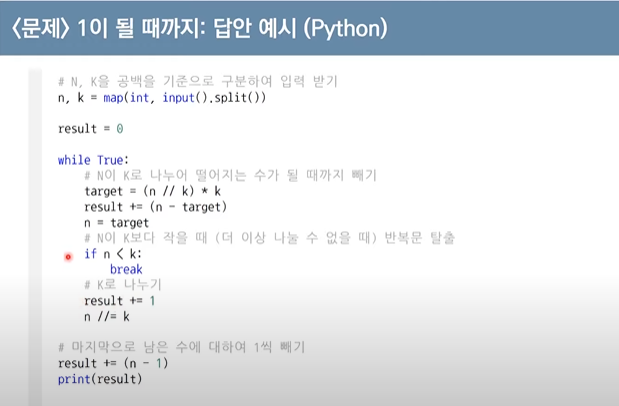 <문제> 1이 될 때까지: 답안 예시 (Python)
# N, K을 공백을 기준으로 구분하여 입력 받기
n, k = map(int, input().split())
result = 0
while True:
# N이 K로 나누어 떨어지는 수가 될 때까지 빼기
target = (n // k) * k
result += (n - target)
n = target
# N이 K보다 작을 때 (더 이상 나눌 수 없을 때) 반복문 탈출
if n < k:
break
# K로 나누기
result += 1
n //= k
# 마지막으로 남은 수에 대하여 1씩 빼기
result += (n - 1)
print(result)